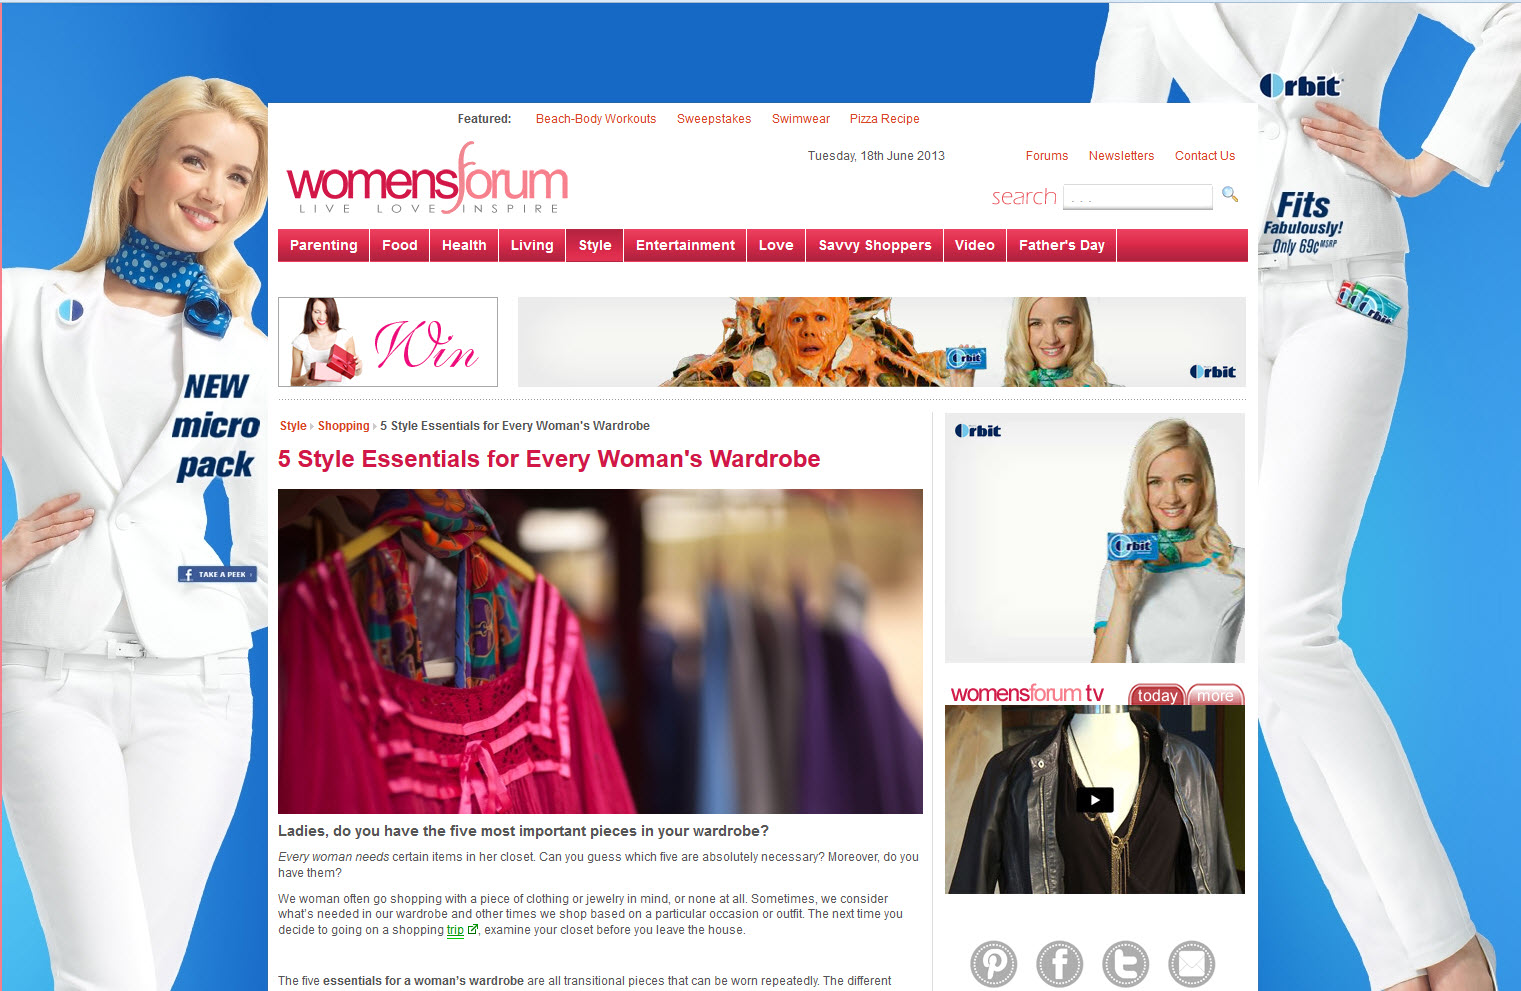 Featured: Beach-Body Workouts Sweepstakes Swimwear Pizza Recipe
Tuesday, 18th June 2013 Forums Newsletters Contact Us
womensforum
LIVE LOVE INSPIRE
search . . .
Parenting Food Health Living Style Entertainment Love Savvy Shoppers Video Father's Day
Win
Orbit
Orbit
Style Shopping 5 Style Essentials for Every Woman's Wardrobe
5 Style Essentials for Every Woman's Wardrobe
Ladies, do you have the five most important pieces in your wardrobe?
Every woman needs certain items in her closet. Can you guess which five are absolutely necessary? Moreover, do you
have them?
We woman often go shopping with a piece of clothing or jewelry in mind, or none at all. Sometimes, we consider
what's needed in our wardrobe and other times we shop based on a particular occasion or outfit. The next time you
decide to going on a shopping trip, examine your closet before you leave the house.
The five essentials for a woman's wardrobe are all transitional pieces that can be worn repeatedly. The different
Orbit
Orbit
womensforum tv today more
NEW
micro
pack
f TAKE A PEEK
Orbit
Fits
Fabulously!
Only 69¢ MSRP
Orbit